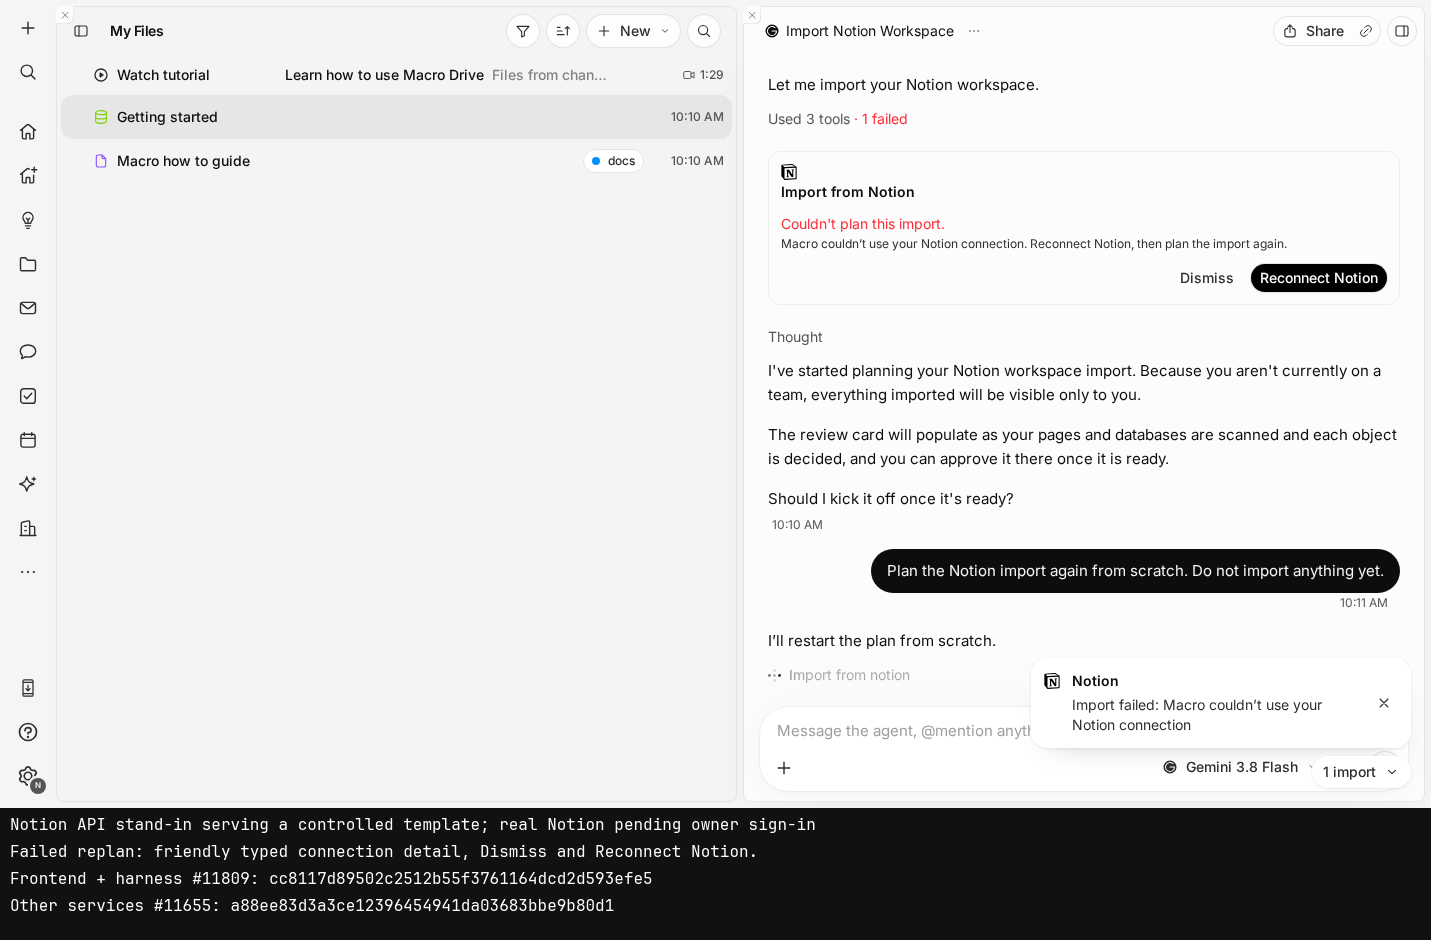 My Files
New
Watch tutorial
Learn how to use Macro Drive Files from chan...
1:29
Getting started
10:10 AM
Macro how to guide
docs
10:10 AM
N
Import Notion Workspace
Share
Let me import your Notion workspace.
Used 3 tools · 1 failed
Import from Notion
Couldn't plan this import.
Macro couldn’t use your Notion connection. Reconnect Notion, then plan the import again.
Dismiss
Reconnect Notion
Thought
I've started planning your Notion workspace import. Because you aren't currently on a
team, everything imported will be visible only to you.
The review card will populate as your pages and databases are scanned and each object
is decided, and you can approve it there once it is ready.
Should I kick it off once it's ready?
10:10 AM
Plan the Notion import again from scratch. Do not import anything yet.
10:11 AM
I’ll restart the plan from scratch.
Import from notion
Notion
Import failed: Macro couldn’t use your
Notion connection
Message the agent, @mention anyth
Gemini 3.8 Flash
1 import
Notion API stand-in serving a controlled template; real Notion pending owner sign-in
Failed replan: friendly typed connection detail, Dismiss and Reconnect Notion.
Frontend + harness #11809: cc8117d89502c2512b55f3761164dcd2d593efe5
Other services #11655: a88ee83d3a3ce12396454941da03683bbe9b80d1